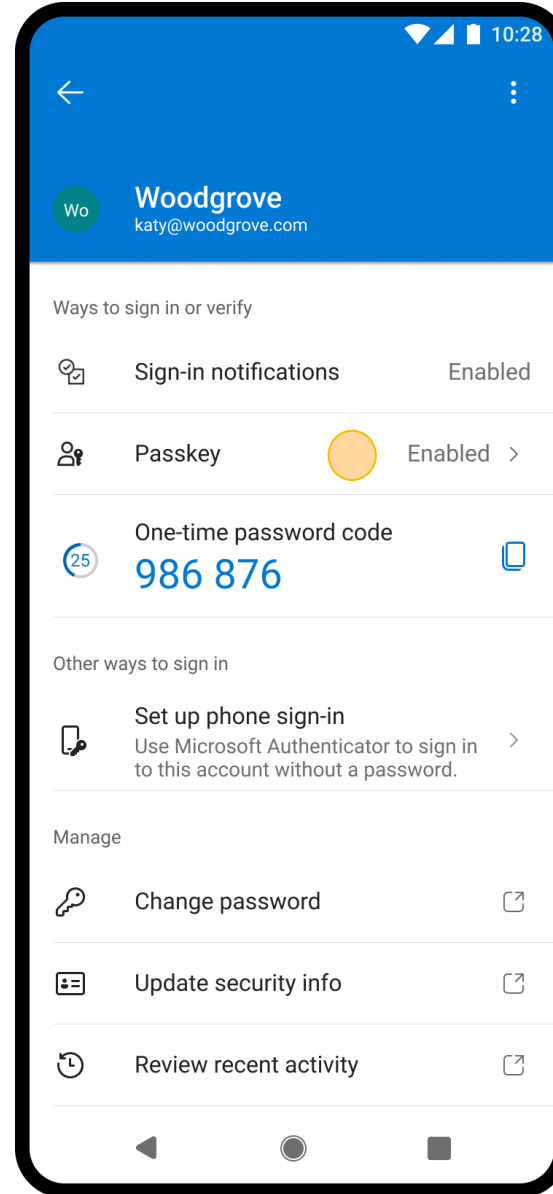 10:28
Wo
Woodgrove
katy@woodgrove.com
Ways to sign in or verify
Sign-in notifications Enabled
Passkey Enabled
One-time password code
25
986 876
Other ways to sign in
Set up phone sign-in
Use Microsoft Authenticator to sign in
to this account without a password.
Manage
Change password
Update security info
Review recent activity